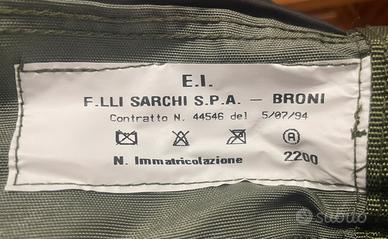 E.I.
F.LLI SARCHI S.P.A. - BRONI
Contratto N. 44546 del 5/07/94
A
N. Immatricolazione 2200
subito